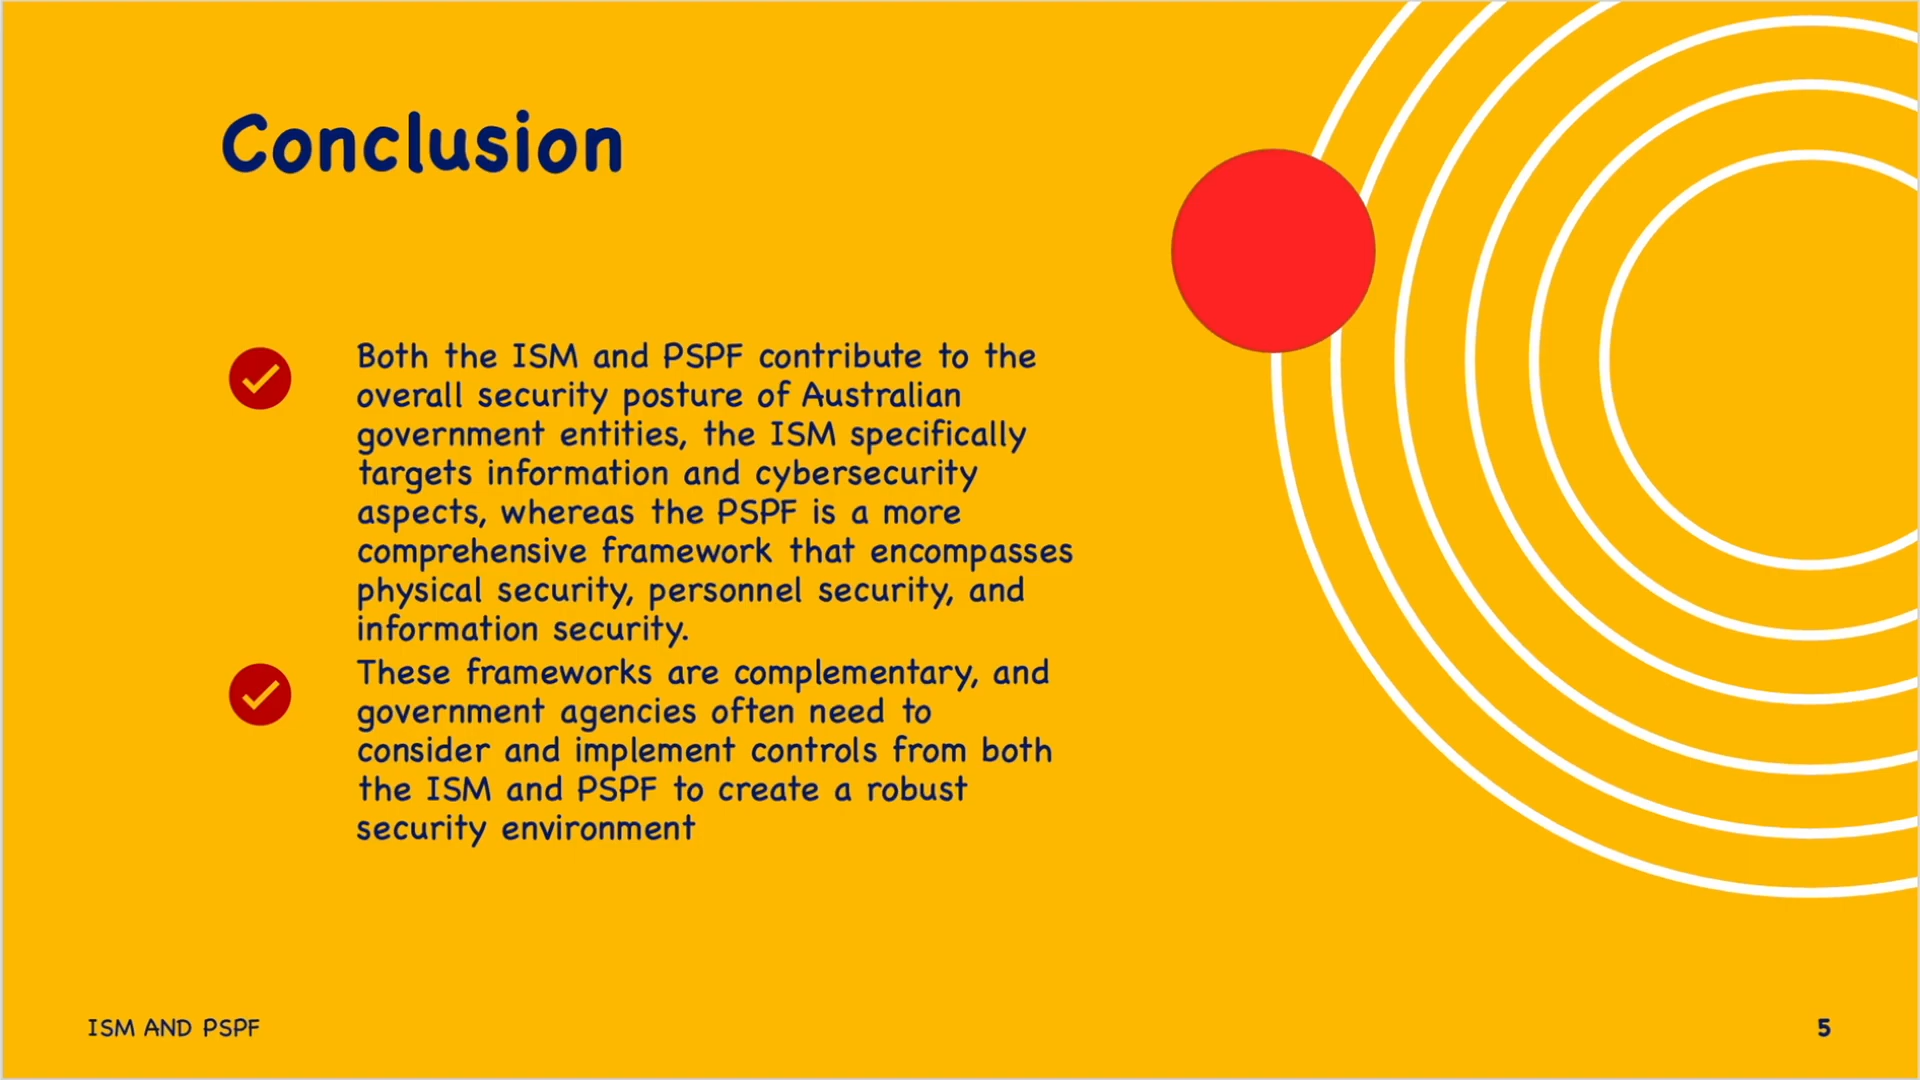 Conclusion
Both the ISM and PSPF contribute to the
overall security posture of Australian
government entities, the ISM specifically
targets information and cybersecurity
aspects, whereas the PSPF is a more
comprehensive framework that encompasses
physical security, personnel security, and
information security.
These frameworks are complementary, and
government agencies often need to
consider and implement controls from both
the ISM and PSPF to create a robust
security environment
ISM AND PSPF
5